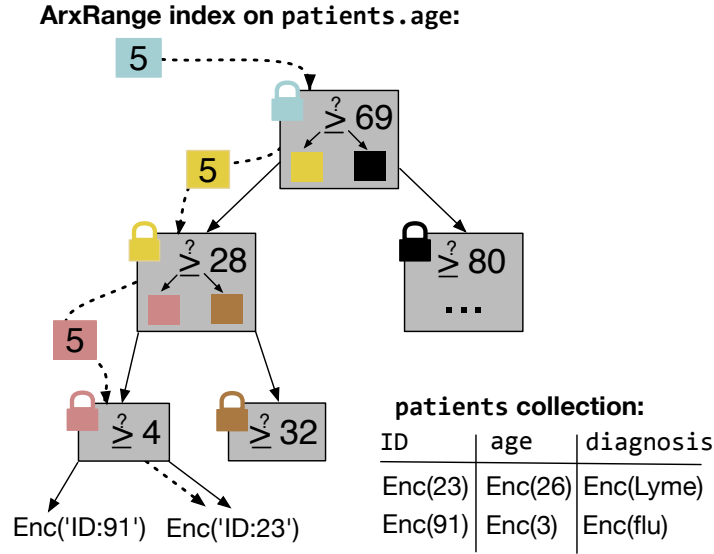 ArxRange index on patients.age:
5
≥? 69
5
≥? 28
≥? 80
...
5
≥? 4
≥? 32
Enc('ID:91') Enc('ID:23')
patients collection:
ID age diagnosis
Enc(23) Enc(26) Enc(Lyme)
Enc(91) Enc(3) Enc(flu)